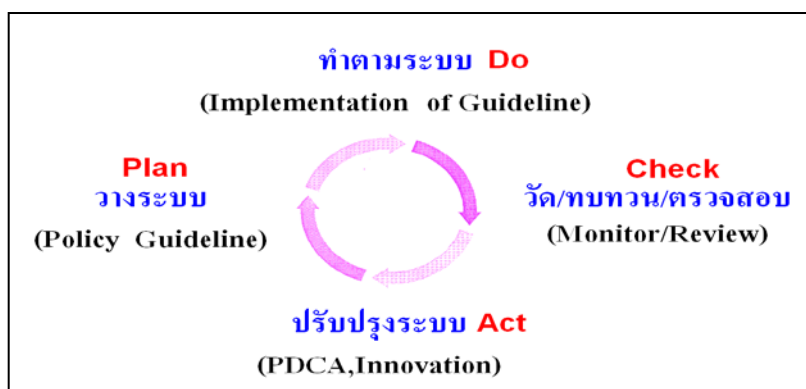 ทำตามระบบ Do
(Implementation of Guideline)
Plan
วางระบบ
(Policy Guideline)
Check
วัด/ทบทวน/ตรวจสอบ
(Monitor/Review)
ปรับปรุงระบบ Act
(PDCA,Innovation)